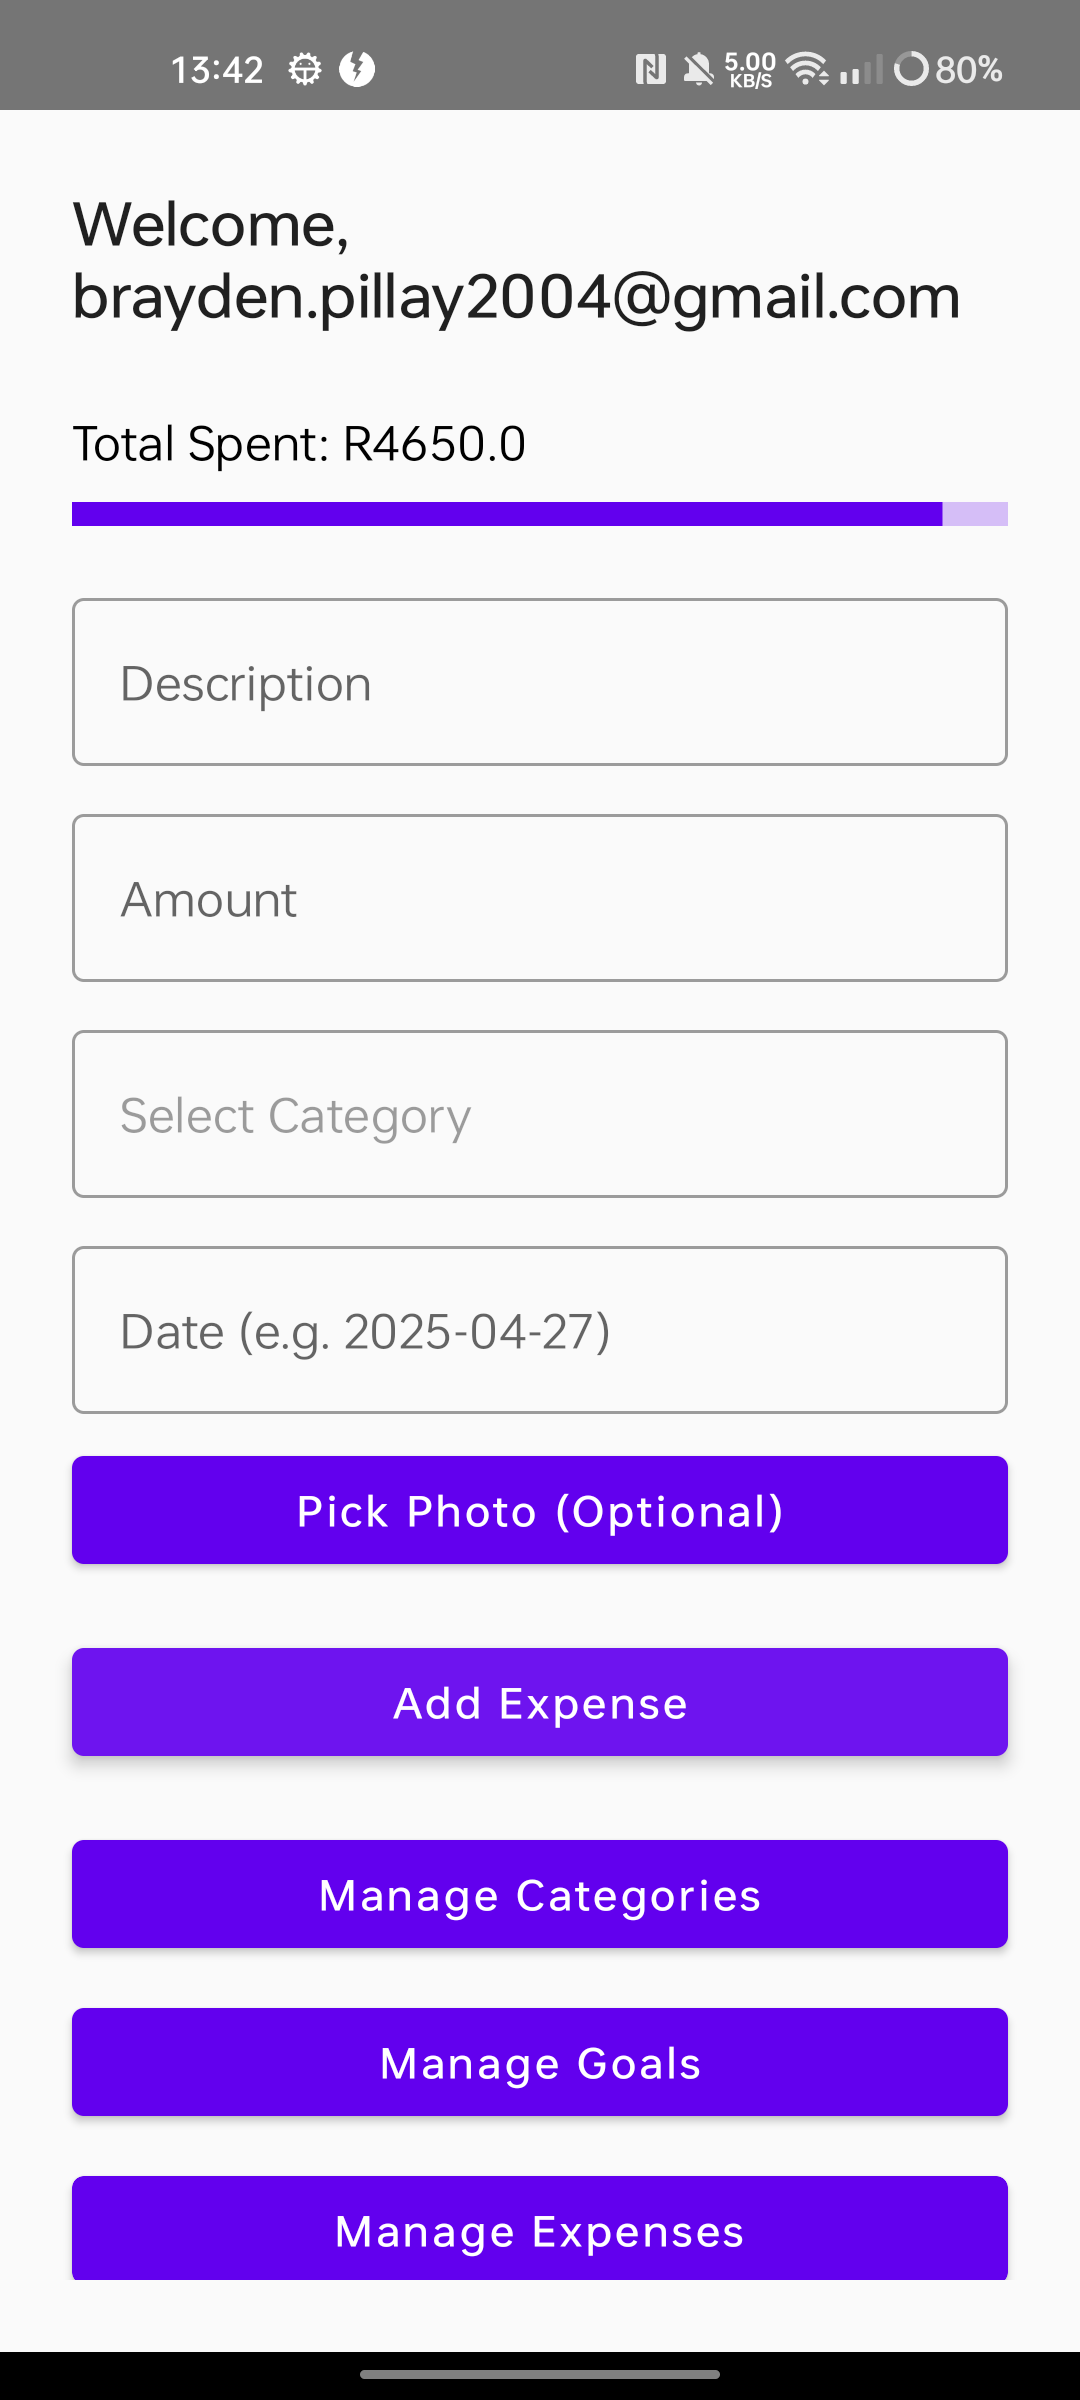 13:42
5.00
KB/S
80%
Welcome,
brayden.pillay2004@gmail.com
Total Spent: R4650.0
Description
Amount
Select Category
Date (e.g. 2025-04-27)
Pick Photo (Optional)
Add Expense
Manage Categories
Manage Goals
Manage Expenses